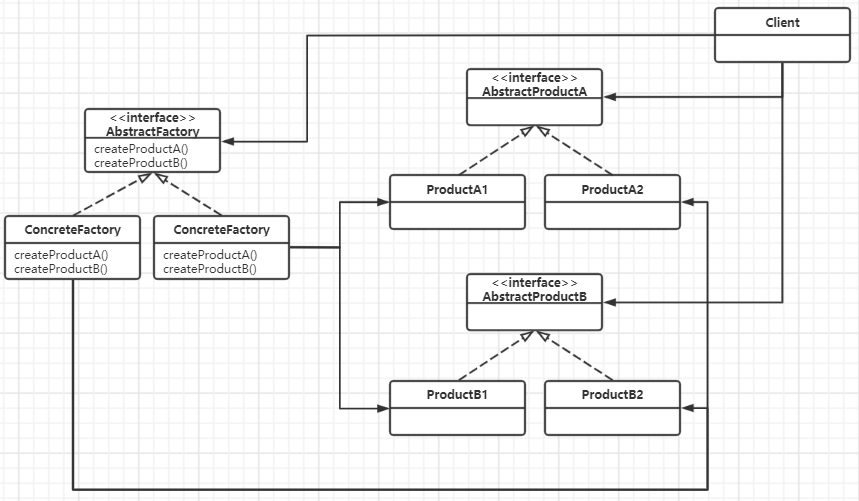 Client
<<interface>>
AbstractProductA
<<interface>>
AbstractFactory
createProductA()
createProductB()
ProductA1
ProductA2
ConcreteFactory
createProductA()
createProductB()
ConcreteFactory
createProductA()
createProductB()
<<interface>>
AbstractProductB
ProductB1
ProductB2